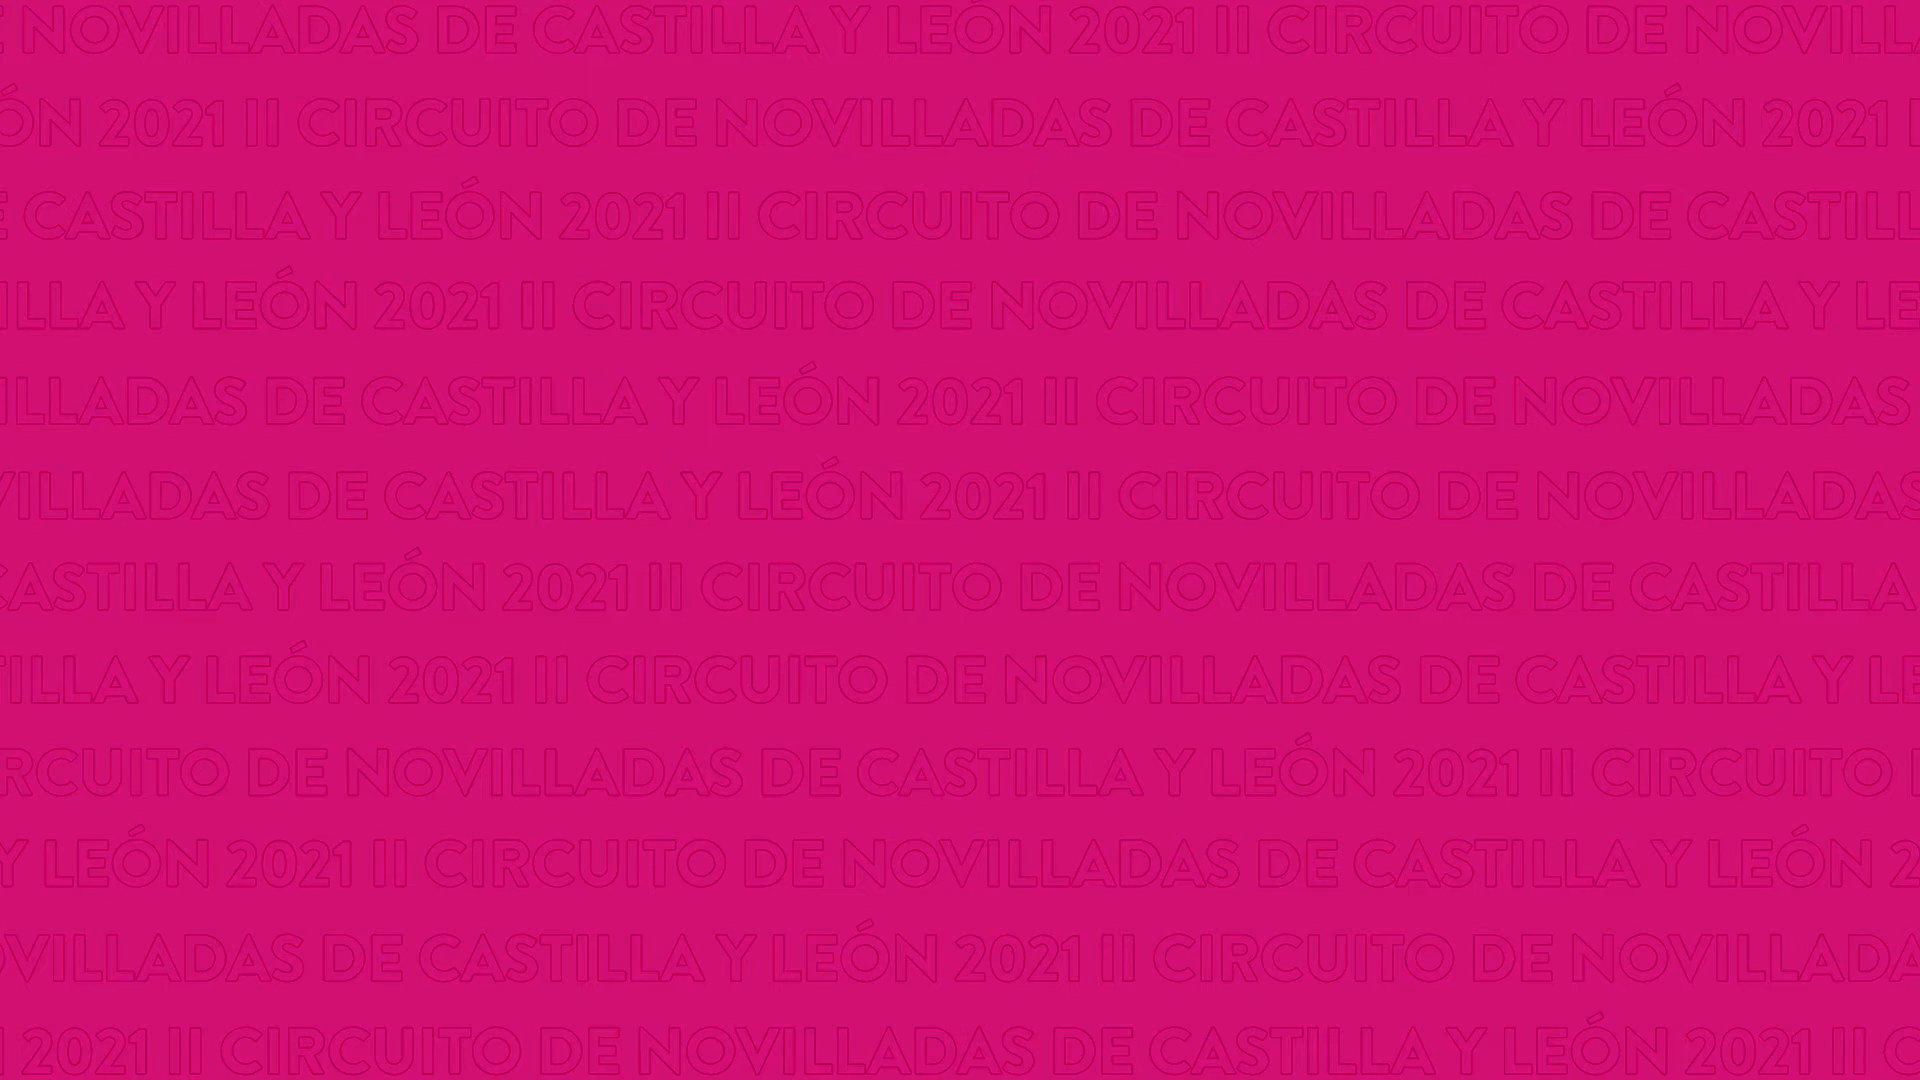 NOVILLADAS DE CASTILLA Y LEÓN 2021 II CIRCUITO DE NOVILLA
ÓN 2021 II CIRCUITO DE NOVILLADAS DE CASTILLA Y LEÓN 2021
E CASTILLA Y LEÓN 2021 II CIRCUITO DE NOVILLADAS DE CASTILL
ILLA Y LEÓN 2021 II CIRCUITO DE NOVILLADAS DE CASTILLA Y LE
ILLADAS DE CASTILLA Y LEÓN 2021 II CIRCUITO DE NOVILLADAS
VILLADAS DE CASTILLA Y LEÓN 2021 II CIRCUITO DE NOVILLADAS
CASTILLA Y LEÓN 2021 II CIRCUITO DE NOVILLADAS DE CASTILLA
TILLA Y LEÓN 2021 II CIRCUITO DE NOVILLADAS DE CASTILLA Y LE
RCUITO DE NOVILLADAS DE CASTILLA Y LEÓN 2021 II CIRCUITO
Y LEÓN 2021 II CIRCUITO DE NOVILLADAS DE CASTILLA Y LEÓN 2
OVILLADAS DE CASTILLA Y LEÓN 2021 II CIRCUITO DE NOVILLADA
2021 II CIRCUITO DE NOVILLADAS DE CASTILLA Y LEÓN 2021 II C